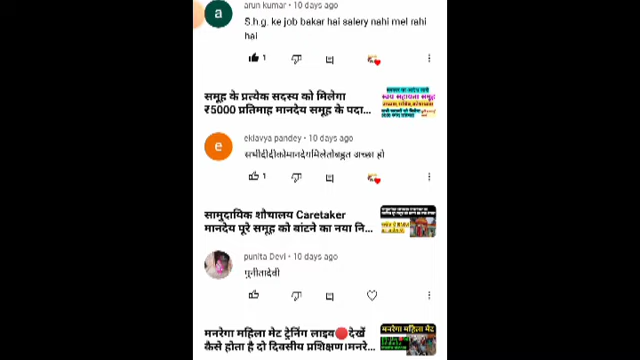 arun kumar · 10 days ago
S.h.g. ke job bakar hai salery nahi mel rahi
hai
1
समूह के प्रत्येक सदस्य को मिलेगा
₹5000 प्रतिमाह मानदेय समूह के पदा...
eklavya pandey · 10 days ago
सभीदीदीकोमानदेयमिलेतोबहुत अच्छा हो
1
सामुदायिक शौचालय Caretaker
मानदेय पूरे समूह को बांटने का नया नि...
punita Devi · 10 days ago
पुनीतादेवी
मनरेगा महिला मेट ट्रेनिंग लाइव🔴देखें
मनरेगा महिला मेट
कैसे होता है दो दिवसीय प्रशिक्षण।मनरे...